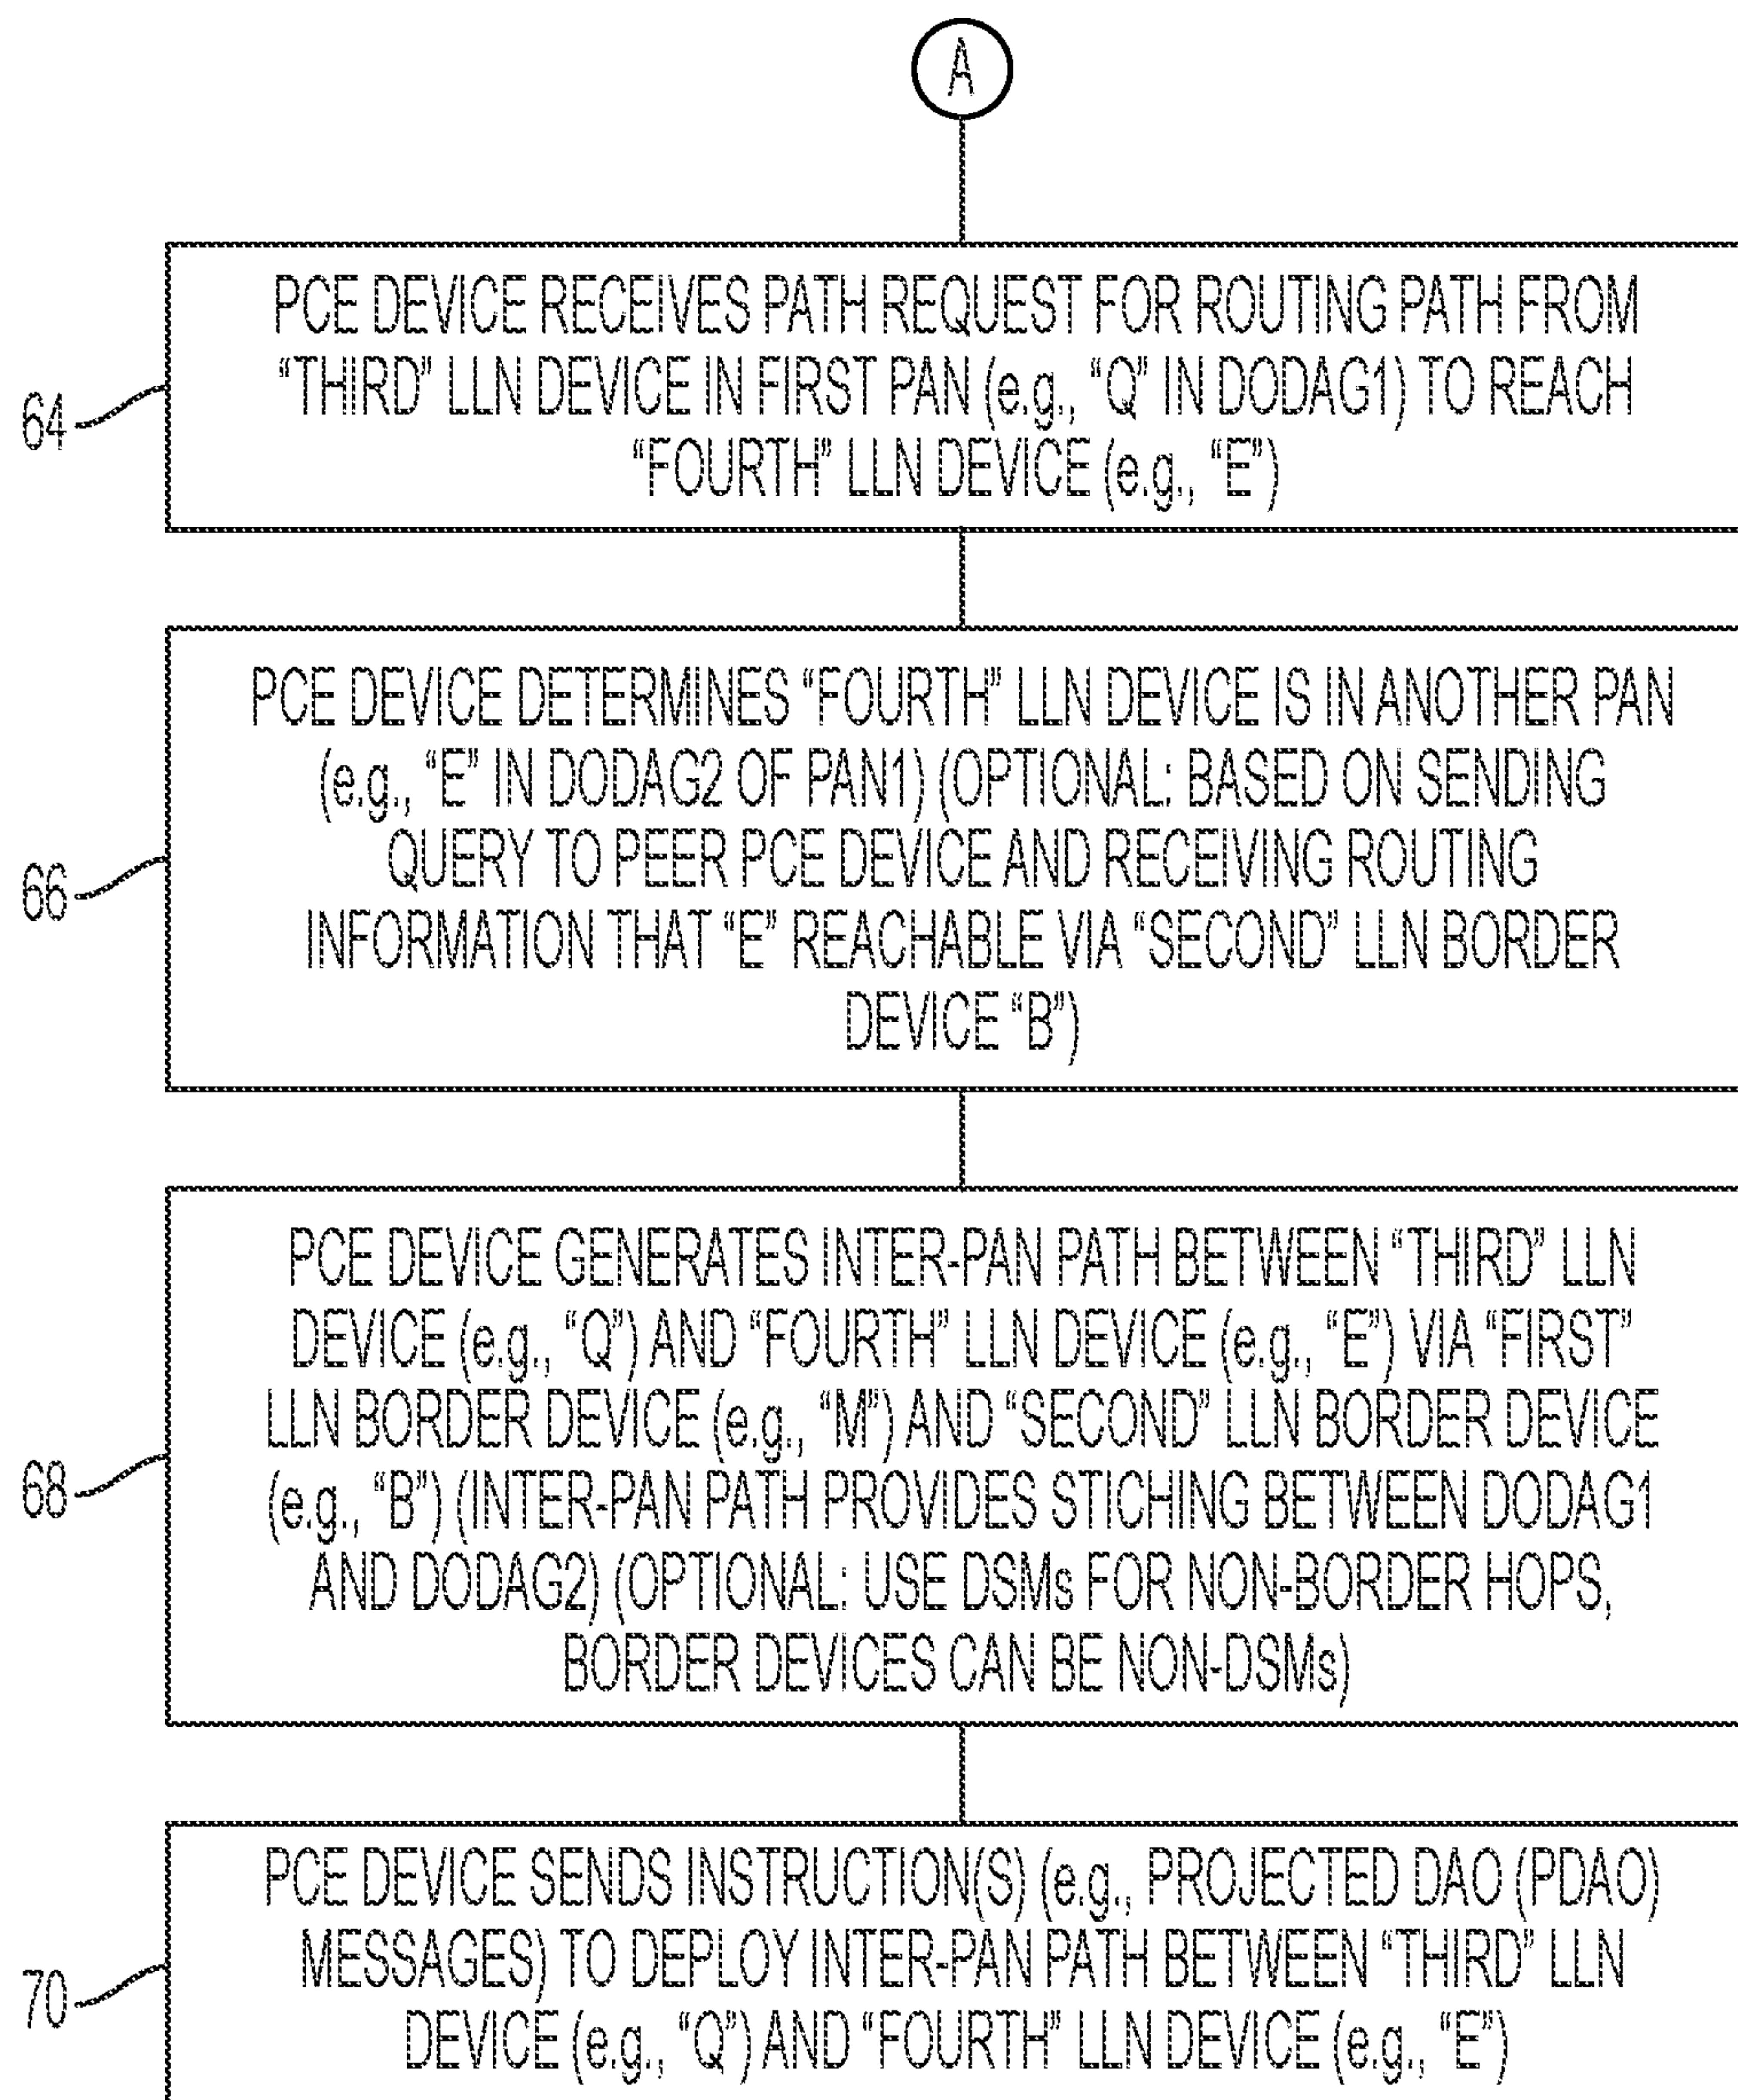 A
PCE DEVICE RECEIVES PATH REQUEST FOR ROUTING PATH FROM
“THIRD” LLN DEVICE IN FIRST PAN (e.g., “Q” IN DODAG1) TO REACH
“FOURTH” LLN DEVICE (e.g., “E”)
64
PCE DEVICE DETERMINES “FOURTH” LLN DEVICE IS IN ANOTHER PAN
(e.g., “E” IN DODAG2 OF PAN1) (OPTIONAL: BASED ON SENDING
QUERY TO PEER PCE DEVICE AND RECEIVING ROUTING
INFORMATION THAT “E” REACHABLE VIA “SECOND” LLN BORDER
DEVICE “B”)
66
PCE DEVICE GENERATES INTER-PAN PATH BETWEEN “THIRD” LLN
DEVICE (e.g., “Q”) AND “FOURTH” LLN DEVICE (e.g., “E”) VIA “FIRST”
LLN BORDER DEVICE (e.g., “M”) AND “SECOND” LLN BORDER DEVICE
(e.g., “B”) (INTER-PAN PATH PROVIDES STICHING BETWEEN DODAG1
AND DODAG2) (OPTIONAL: USE DSMs FOR NON-BORDER HOPS,
BORDER DEVICES CAN BE NON-DSMs)
68
PCE DEVICE SENDS INSTRUCTION(S) (e.g., PROJECTED DAO (PDAO)
MESSAGES) TO DEPLOY INTER-PAN PATH BETWEEN “THIRD” LLN
DEVICE (e.g., “Q”) AND “FOURTH” LLN DEVICE (e.g., “E”)
70